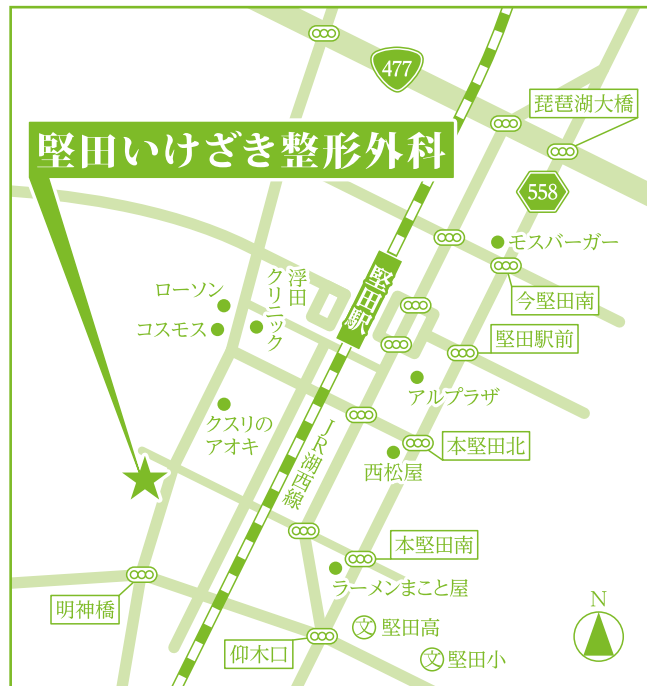 477
琵琶湖大橋
堅田いけざき整形外科
558
モスバーガー
浮田
クリニック
堅田駅
ローソン
今堅田南
コスモス
堅田駅前
アルプラザ
クスリの
アオキ
JR湖西線
本堅田北
西松屋
本堅田南
ラーメンまこと屋
明神橋
N
文 堅田高
仰木口
文 堅田小